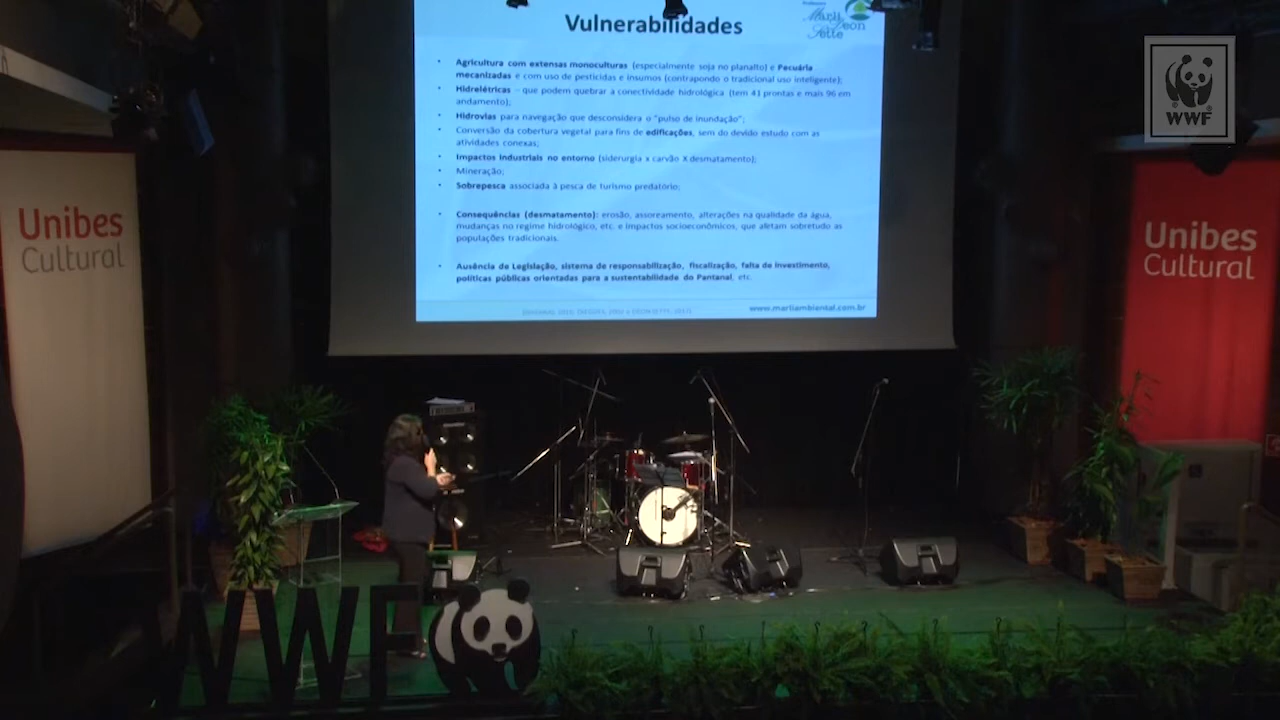 Vulnerabilidades
Marli
Deon
Sette
• Agricultura com extensas monoculturas (especialmente soja no planalto) e Pecuária
mecanizadas e com uso de pesticidas e insumos (contrapondo o tradicional uso inteligente);
• Hidrelétricas – que podem quebrar a conectividade hidrológica (tem 41 prontas e mais 96 em
andamento);
• Hidrovias para navegação que desconsidera o "pulso de inundação";
• Conversão da cobertura vegetal para fins de edificações, sem do devido estudo com as
atividades conexas;
• Impactos industriais no entorno (siderurgia x carvão X desmatamento);
• Mineração;
• Sobrepesca associada à pesca de turismo predatório;
• Consequências (desmatamento): erosão, assoreamento, alterações na qualidade da água,
mudanças no regime hidrológico, etc. e impactos socioeconômicos, que afetam sobretudo as
populações tradicionais.
• Ausência de Legislação, sistema de responsabilização, fiscalização, falta de investimento,
políticas públicas orientadas para a sustentabilidade do Pantanal, etc.
www.marliambiental.com.br
WWF
Unibes
Cultural
Unibes
Cultural
WWF